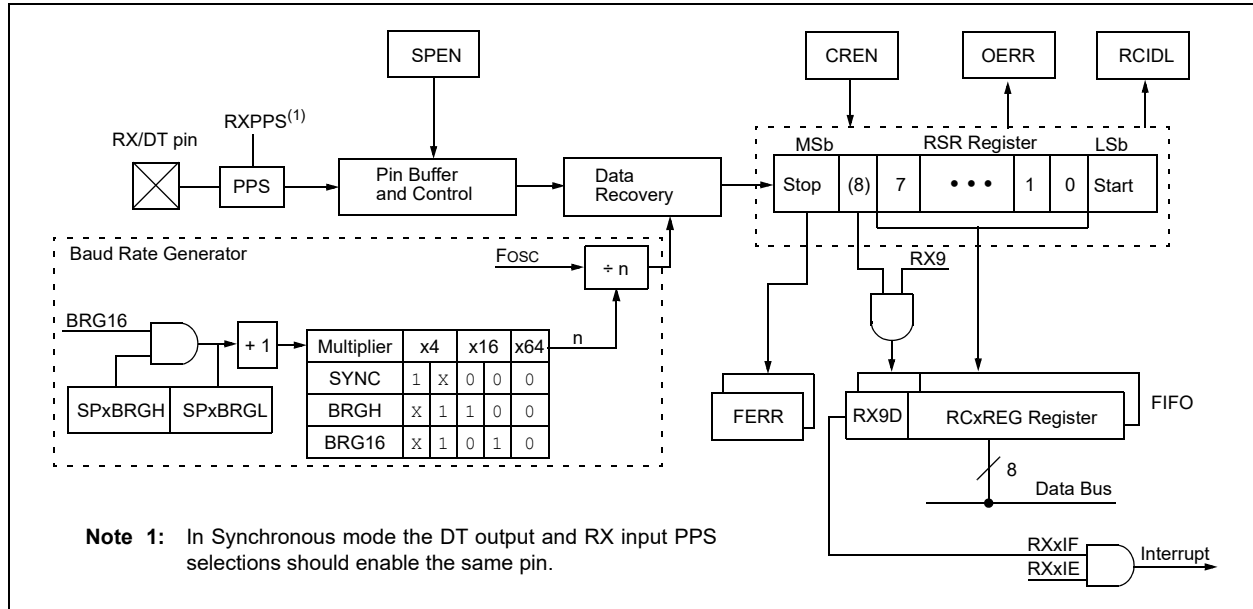 SPEN
CREN
OERR
RCIDL
RXPPS(1)
RX/DT pin
PPS
Pin Buffer
and Control
Data
Recovery
MSb
RSR Register
LSb
Stop
(8)
7
• • •
1
0
Start
Baud Rate Generator
FOSC
÷ n
RX9
BRG16
+ 1
n
Multiplier x4 x16 x64
SYNC 1 X 0 0 0
BRGH X 1 1 0 0
BRG16 X 1 0 1 0
SPxBRGH
SPxBRGL
FERR
RX9D
RCxREG Register
FIFO
8
Data Bus
Note 1: In Synchronous mode the DT output and RX input PPS
selections should enable the same pin.
RXxIF
RXxIE
Interrupt